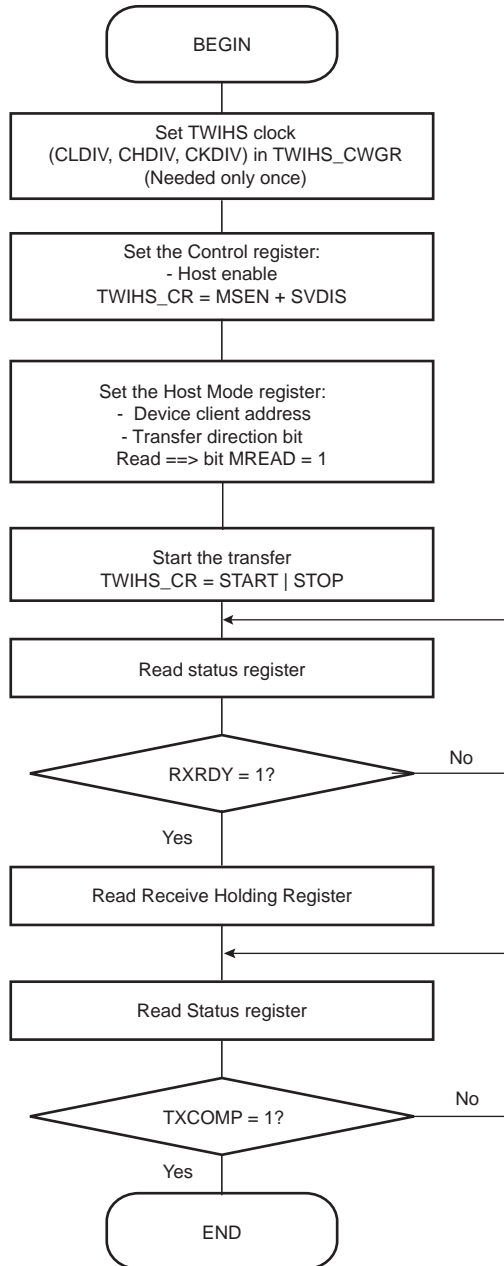 BEGIN
Set TWIHS clock
(CLDIV, CHDIV, CKDIV) in TWIHS_CWGR
(Needed only once)
Set the Control register:
- Host enable
TWIHS_CR = MSEN + SVDIS
Set the Host Mode register:
- Device client address
- Transfer direction bit
Read ==> bit MREAD = 1
Start the transfer
TWIHS_CR = START | STOP
Read status register
RXRDY = 1?
No
Yes
Read Receive Holding Register
Read Status register
TXCOMP = 1?
No
Yes
END